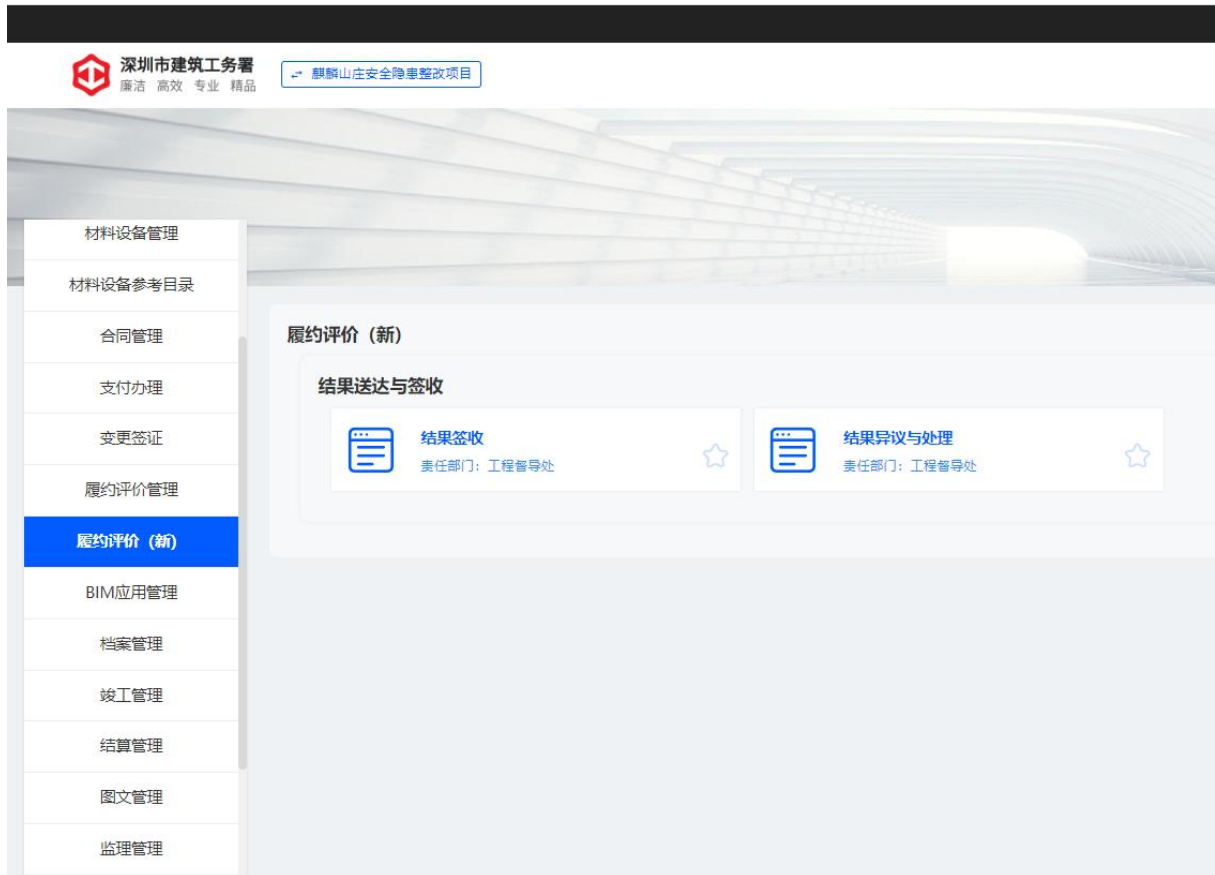 深圳市建筑工务署
廉洁 高效 专业 精品
麒麟山庄安全隐患整改项目
材料设备管理
材料设备参考目录
合同管理
支付办理
变更签证
履约评价管理
履约评价（新）
BIM应用管理
档案管理
竣工管理
结算管理
图文管理
监理管理
履约评价（新）
结果送达与签收
结果签收
责任部门：工程督导处
结果异议与处理
责任部门：工程督导处